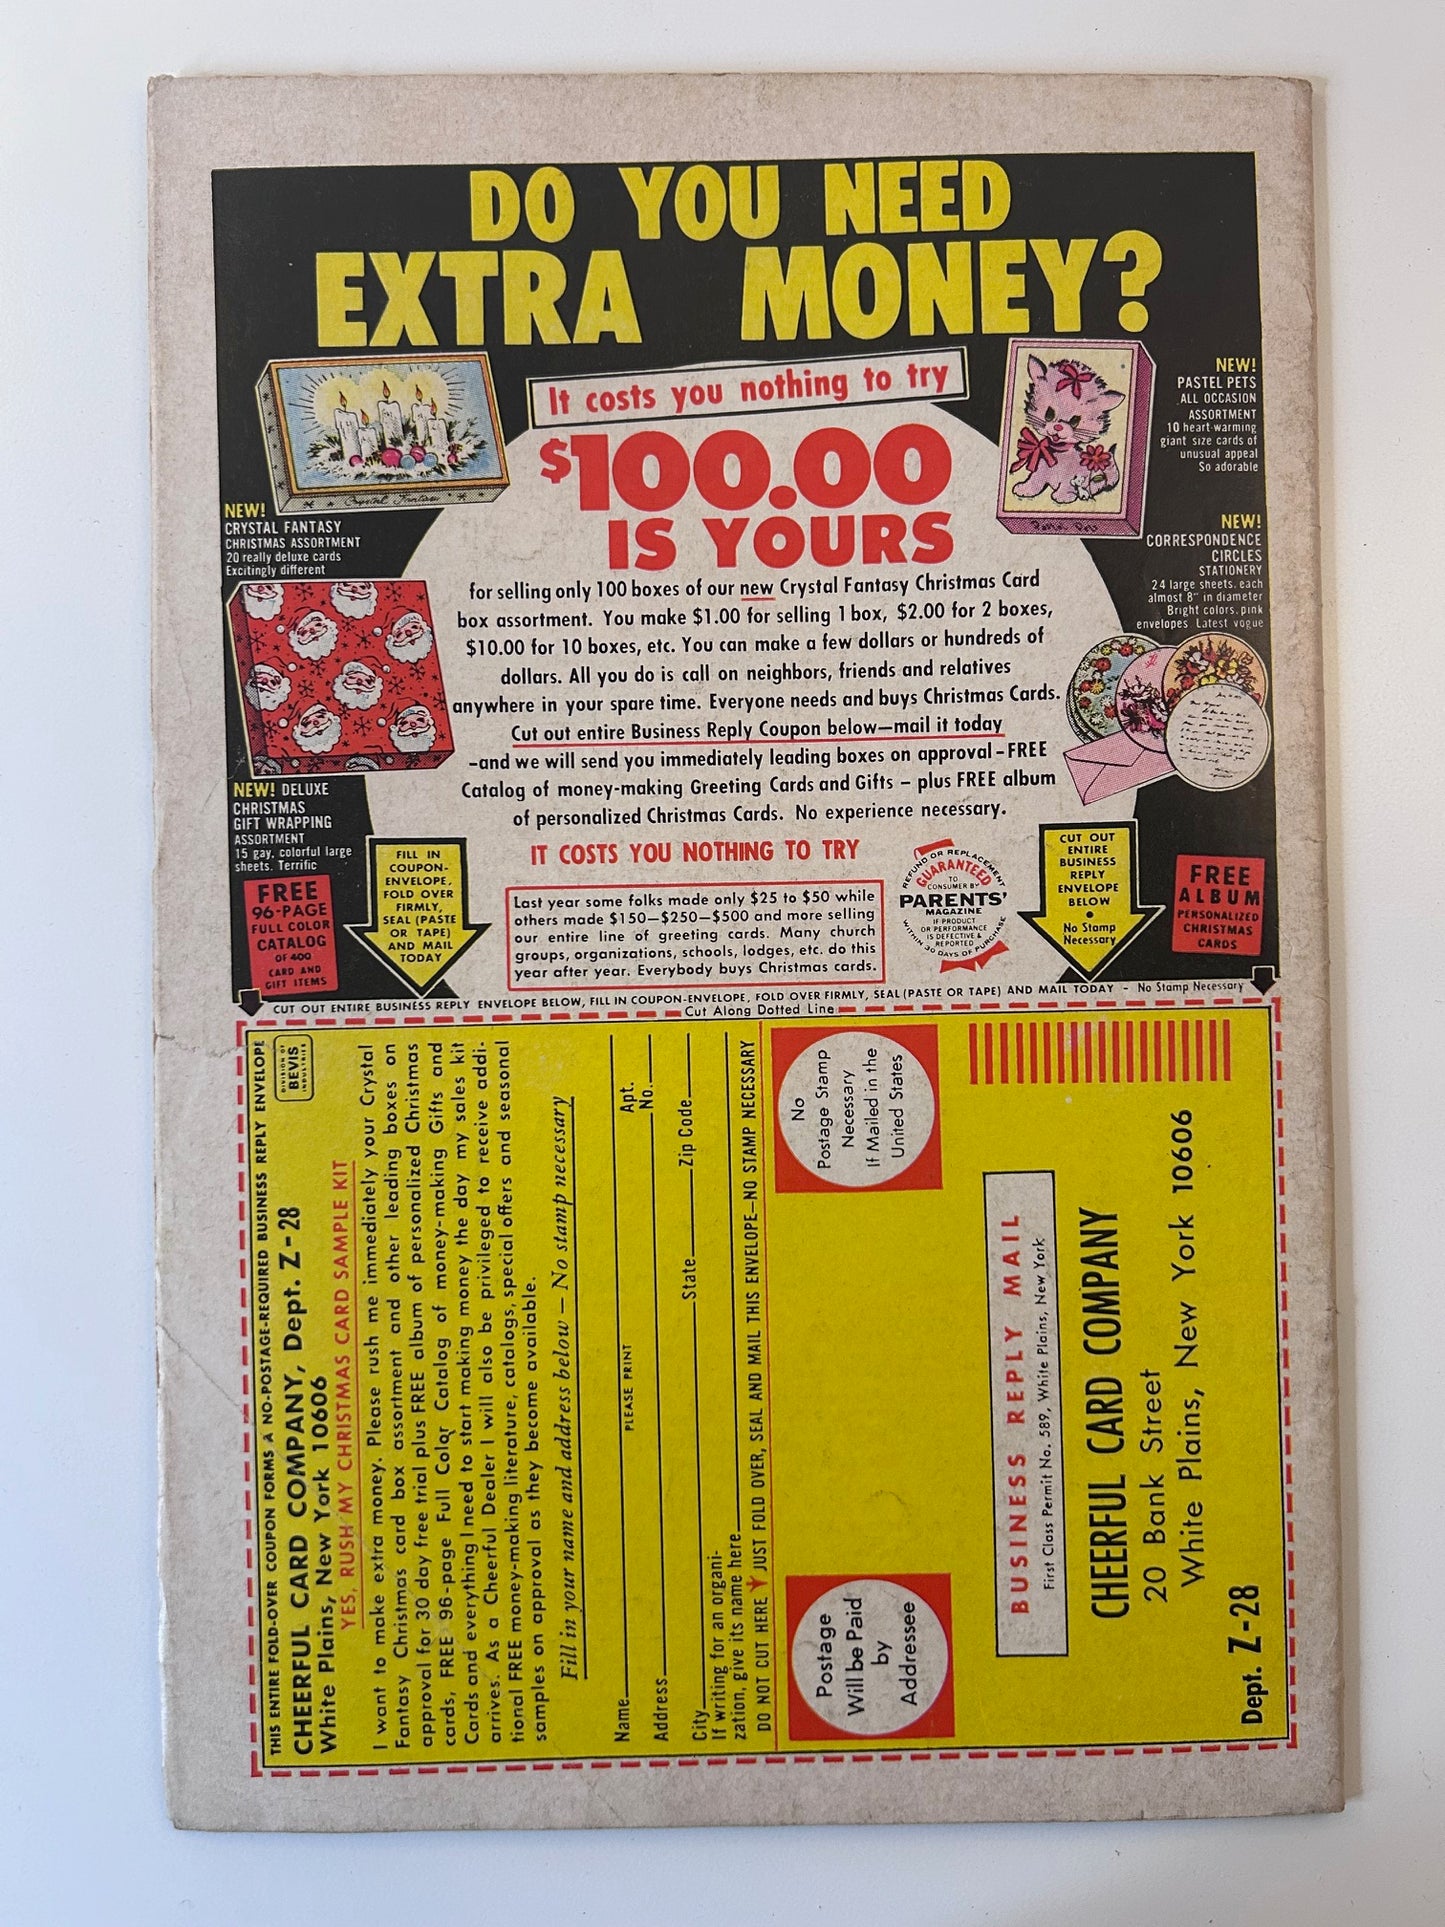 DO YOU NEED
EXTRA MONEY?
It costs you nothing to try
$100.00
IS YOURS
for selling only 100 boxes of our new Crystal Fantasy Christmas Card
box assortment. You make $1.00 for selling 1 box, $2.00 for 2 boxes,
$10.00 for 10 boxes, etc. You can make a few dollars or hundreds of
dollars. All you do is call on neighbors, friends and relatives
anywhere in your spare time. Everyone needs and buys Christmas Cards.
Cut out entire Business Reply Coupon below—mail it today
-and we will send you immediately leading boxes on approval-FREE
Catalog of money-making Greeting Cards and Gifts - plus FREE album
of personalized Christmas Cards. No experience necessary.
IT COSTS YOU NOTHING TO TRY
Last year some folks made only $25 to $50 while
others made $150-$250-$500 and more selling
our entire line of greeting cards. Many church
groups, organizations, schools, lodges, etc. do this
year after year. Everybody buys Christmas cards.
Crystal Fantasy
NEW!
CRYSTAL FANTASY
CHRISTMAS ASSORTMENT
20 really deluxe cards
Excitingly different
NEW! DELUXE
CHRISTMAS
GIFT WRAPPING
ASSORTMENT
15 gay, colorful large
sheets. Terrific
FREE
96-PAGE
FULL COLOR
CATALOG
OF 400
CARD AND
GIFT ITEMS
FILL IN
COUPON-
ENVELOPE,
FOLD OVER
FIRMLY,
SEAL (PASTE
OR TAPE)
AND MAIL
TODAY
NEW!
PASTEL PETS
ALL OCCASION
ASSORTMENT
10 heart-warming
giant size cards of
unusual appeal
So adorable
NEW!
CORRESPONDENCE
CIRCLES
STATIONERY
24 large sheets, each
almost 8" in diameter
Bright colors, pink
envelopes Latest vogue
REFUND OR REPLACEMENT
GUARANTEED
TO
CONSUMER BY
PARENTS'
MAGAZINE
IF PRODUCT
OR PERFORMANCE
IS DEFECTIVE &
REPORTED
WITHIN 30 DAYS OF PURCHASE
CUT OUT
ENTIRE
BUSINESS
REPLY
ENVELOPE
BELOW
•
No Stamp
Necessary
FREE
ALBUM
PERSONALIZED
CHRISTMAS
CARDS
CUT OUT ENTIRE BUSINESS REPLY ENVELOPE BELOW, FILL IN COUPON-ENVELOPE, FOLD OVER FIRMLY, SEAL (PASTE OR TAPE) AND MAIL TODAY - No Stamp Necessary
Cut Along Dotted Line
THIS ENTIRE FOLD-OVER COUPON FORMS A NO-POSTAGE-REQUIRED BUSINESS REPLY ENVELOPE
CHEERFUL CARD COMPANY, Dept. Z-28
White Plains, New York 10606
DIVISION OF
BEVIS
INDUSTRIES
YES, RUSH MY CHRISTMAS CARD SAMPLE KIT
I want to make extra money. Please rush me immediately your Crystal
Fantasy Christmas card box assortment and other leading boxes on
approval for 30 day free trial plus FREE album of personalized Christmas
cards, FREE 96-page Full Color Catalog of money-making Gifts and
Cards and everything I need to start making money the day my sales kit
arrives. As a Cheerful Dealer I will also be privileged to receive addi-
tional FREE money-making literature, catalogs, special offers and seasonal
samples on approval as they become available.
Fill in your name and address below — No stamp necessary
Name
PLEASE PRINT
Address
Apt.
No.
City State Zip Code
If writing for an organi-
zation, give its name here
DO NOT CUT HERE JUST FOLD OVER, SEAL AND MAIL THIS ENVELOPE—NO STAMP NECESSARY
Postage
Will be Paid
by
Addressee
No
Postage Stamp
Necessary
If Mailed in the
United States
BUSINESS REPLY MAIL
First Class Permit No. 589, White Plains, New York
CHEERFUL CARD COMPANY
20 Bank Street
White Plains, New York 10606
Dept. Z-28